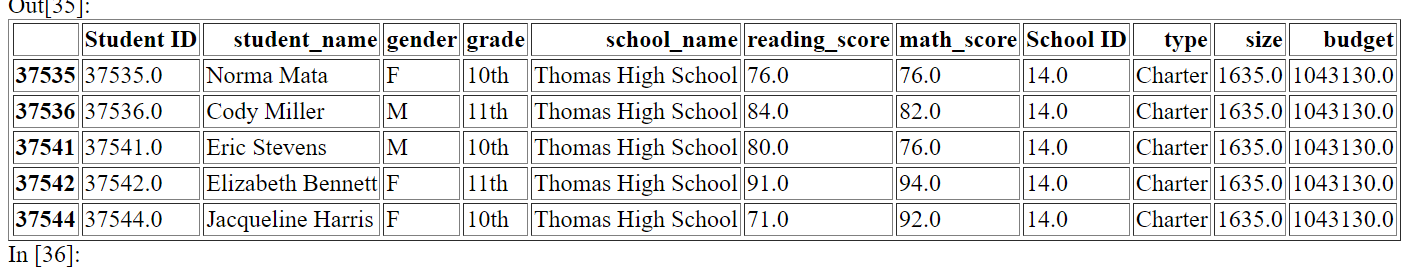 Out[35]:
Student ID student_name gender grade school_name reading_score math_score School ID type size budget
37535 37535.0 Norma Mata F 10th Thomas High School 76.0 76.0 14.0 Charter 1635.0 1043130.0
37536 37536.0 Cody Miller M 11th Thomas High School 84.0 82.0 14.0 Charter 1635.0 1043130.0
37541 37541.0 Eric Stevens M 10th Thomas High School 80.0 76.0 14.0 Charter 1635.0 1043130.0
37542 37542.0 Elizabeth Bennett F 11th Thomas High School 91.0 94.0 14.0 Charter 1635.0 1043130.0
37544 37544.0 Jacqueline Harris F 10th Thomas High School 71.0 92.0 14.0 Charter 1635.0 1043130.0
In [36]: